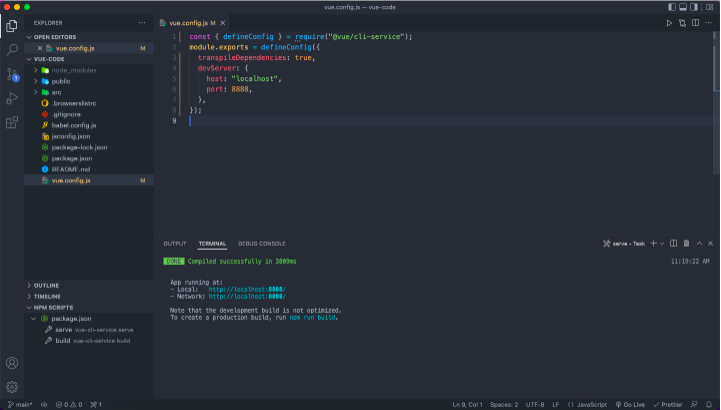 vue.config.js — vue-code
EXPLORER
OPEN EDITORS
vue.config.js M
VUE-CODE
node_modules
public
src
.browserslistrc
.gitignore
babel.config.js
jsconfig.json
package-lock.json
package.json
README.md
vue.config.js M
OUTLINE
TIMELINE
NPM SCRIPTS
package.json
serve vue-cli-service serve
build vue-cli-service build
vue.config.js M
1 const { defineConfig } = require("@vue/cli-service");
2 module.exports = defineConfig({
3 transpileDependencies: true,
4 devServer: {
5 host: "localhost",
6 port: 8888,
7 },
8 });
9
OUTPUT TERMINAL DEBUG CONSOLE
serve - Task
DONE Compiled successfully in 3809ms 11:19:22 AM
App running at:
- Local: http://localhost:8888/
- Network: http://localhost:8888/
Note that the development build is not optimized.
To create a production build, run npm run build.
main* 0 0 1 Ln 9, Col 1 Spaces: 2 UTF-8 LF JavaScript Go Live Prettier